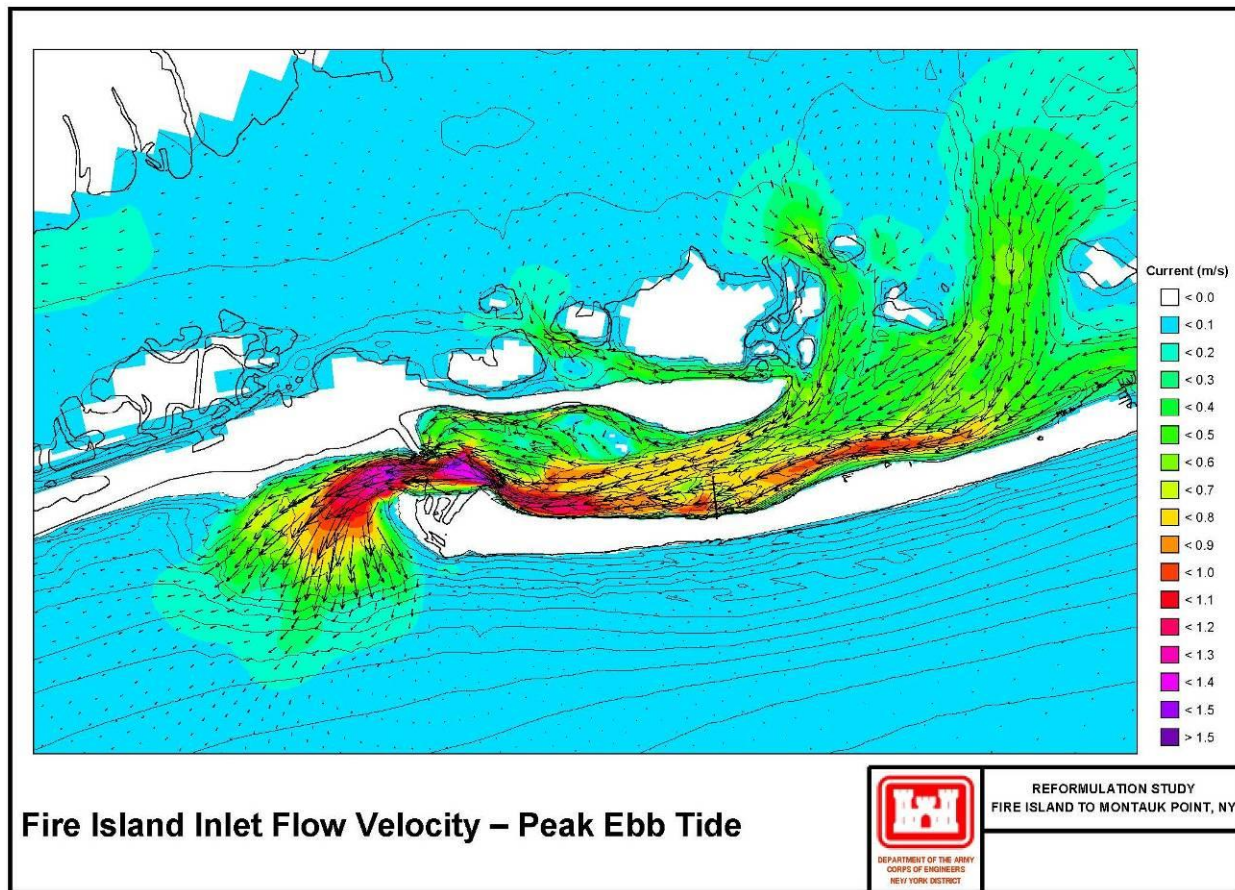 Current (m/s)
< 0.0
< 0.1
< 0.2
< 0.3
< 0.4
< 0.5
< 0.6
< 0.7
< 0.8
< 0.9
< 1.0
< 1.1
< 1.2
< 1.3
< 1.4
< 1.5
> 1.5
Fire Island Inlet Flow Velocity – Peak Ebb Tide
DEPARTMENT OF THE ARMY
CORPS OF ENGINEERS
NEW YORK DISTRICT
REFORMULATION STUDY
FIRE ISLAND TO MONTAUK POINT, NY